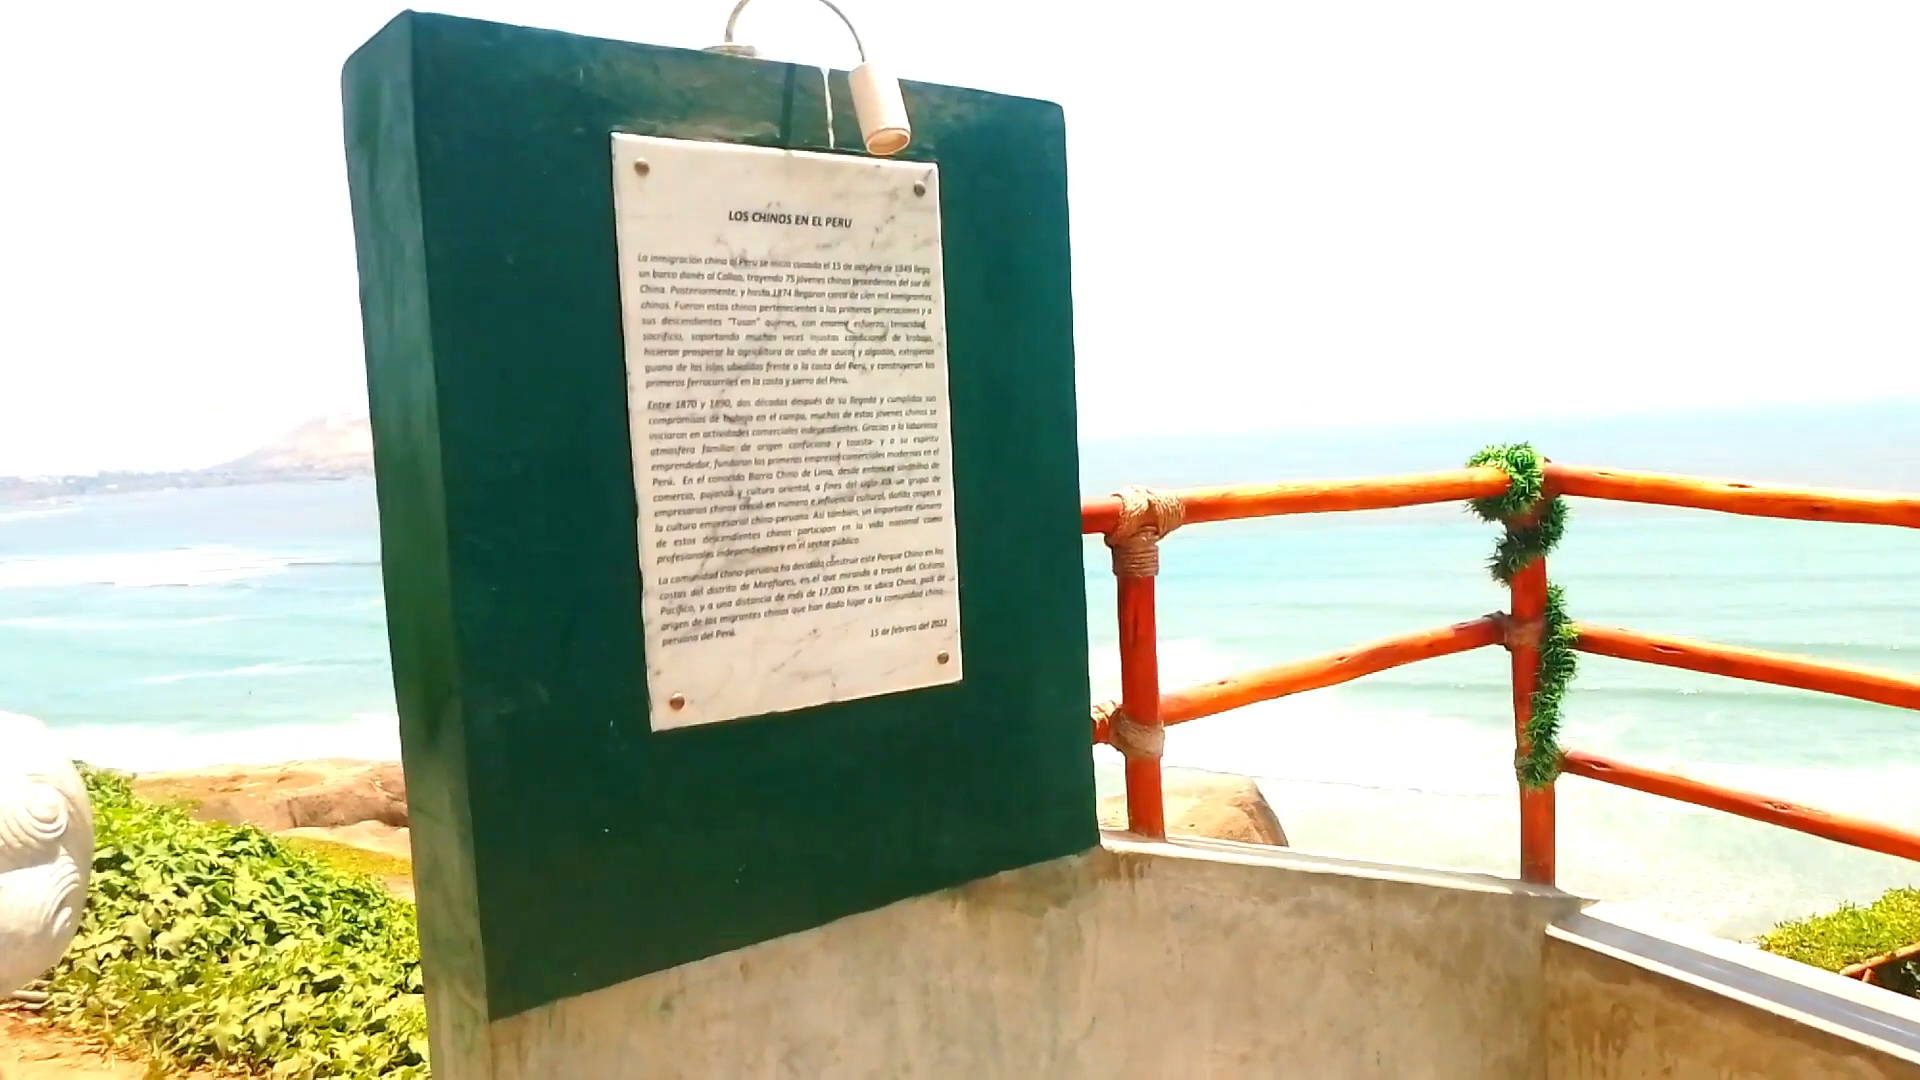 LOS CHINOS EN EL PERU
La inmigración china al Perú se inicia cuando el 15 de octubre de 1849 llega
un barco danés al Callao, trayendo 75 jóvenes chinos procedentes del sur de
China. Posteriormente, y hasta 1874 llegaron cerca de cien mil inmigrantes
chinos. Fueron estos chinos pertenecientes a las primeras generaciones y a
sus descendientes "Tusan" quienes, con enorme esfuerzo, tenacidad,
sacrificio, soportando muchas veces injustas condiciones de trabajo,
hicieron prosperar la agricultura de caña de azúcar y algodón, extrajeron
guano de las islas ubicadas frente a la costa del Perú, y construyeron los
primeros ferrocarriles en la costa y sierra del Perú.
Entre 1870 y 1890, dos décadas después de su llegada y cumplidos sus
compromisos de trabajo en el campo, muchos de estos jóvenes chinos se
iniciaron en actividades comerciales independientes. Gracias a la laboriosa
atmósfera familiar de origen confuciano y taoísta- y a su espíritu
emprendedor, fundaron las primeras empresas comerciales modernas en el
Perú. En el conocido Barrio Chino de Lima, desde entonces sinónimo de
comercio, pujanza y cultura oriental, a fines del siglo XIX un grupo de
empresarios chinos creció en número e influencia cultural, dando origen a
la cultura empresarial chino-peruana. Así también, un importante número
de estos descendientes chinos participan en la vida nacional como
profesionales independientes y en el sector público.
La comunidad chino-peruana ha decidido construir este Parque Chino en las
costas del distrito de Miraflores, en el que mirando a través del Océano
Pacífico, y a una distancia de más de 17,000 Km. se ubica China, país de
origen de los migrantes chinos que han dado lugar a la comunidad chino-
peruana del Perú.
15 de febrero del 2022